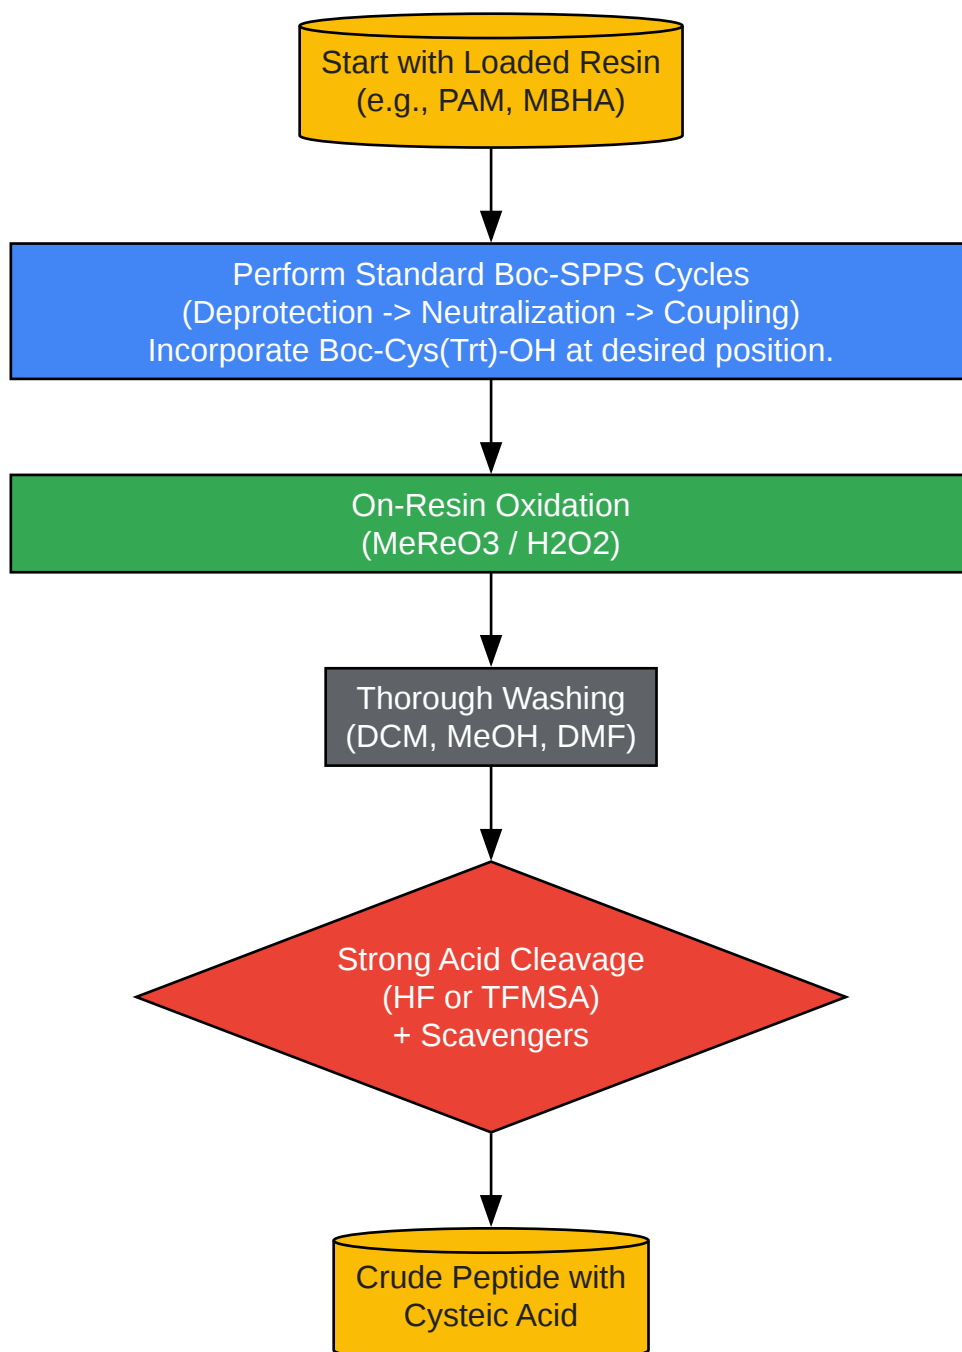 Start with Loaded Resin
(e.g., PAM, MBHA)
Perform Standard Boc-SPPS Cycles
(Deprotection -> Neutralization -> Coupling)
Incorporate Boc-Cys(Trt)-OH at desired position.
On-Resin Oxidation
(MeReO3 / H2O2)
Thorough Washing
(DCM, MeOH, DMF)
Strong Acid Cleavage
(HF or TFMSA)
+ Scavengers
Crude Peptide with
Cysteic Acid